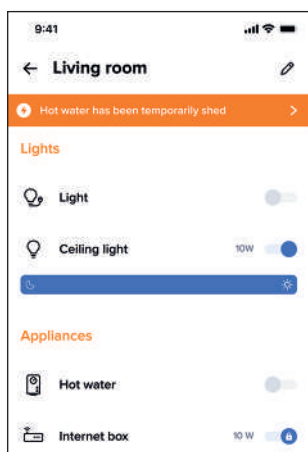 9:41
Living room
Hot water has been temporarily shed
Lights
Light
Ceiling light 10W
Appliances
Hot water
Internet box 10 W